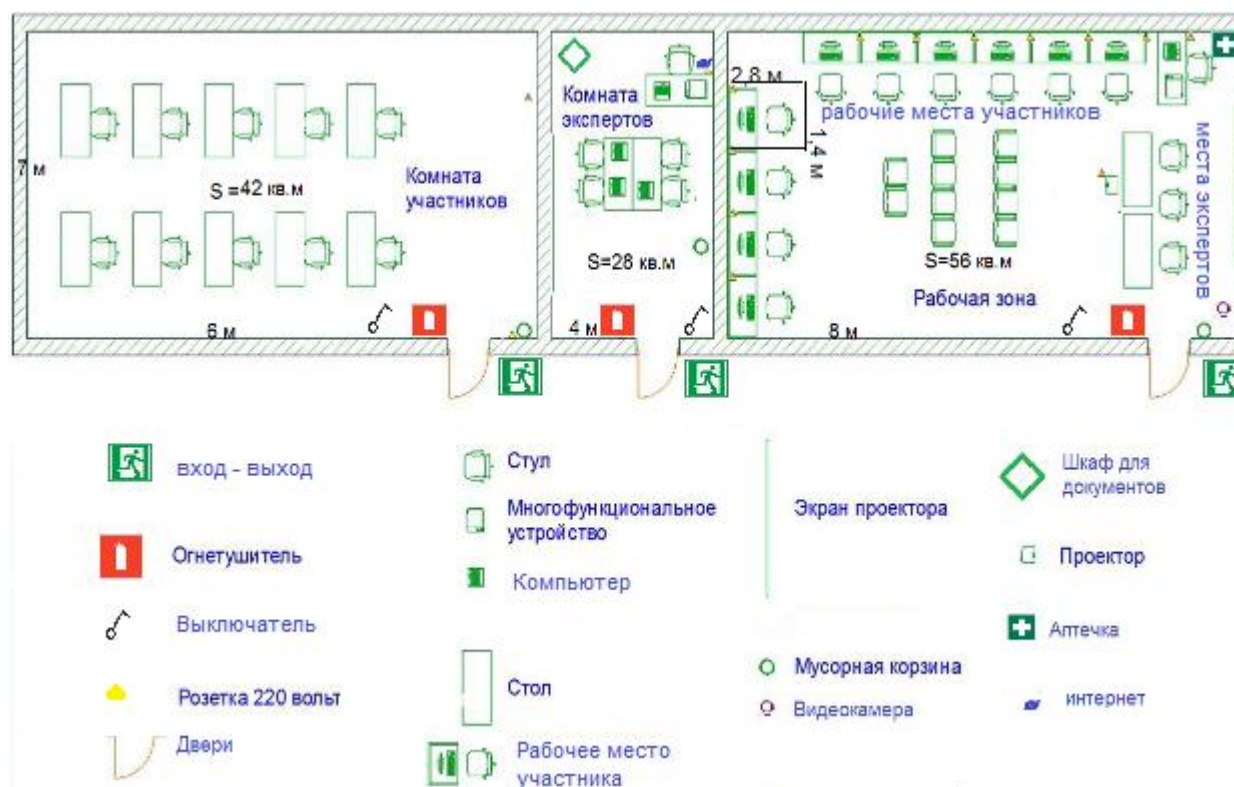 Комната
экспертов
2,8 м
рабочие места участников
1,4 м
места экспертов
7 м
S =42 кв.м
Комната
участников
S=28 кв.м
S=56 кв.м
Рабочая зона
6 м
4 м
8 м
вход - выход
Огнетушитель
Выключатель
Розетка 220 вольт
Двери
Стул
Многофункциональное
устройство
Компьютер
Стол
Рабочее место
участника
Экран проектора
Мусорная корзина
Видеокамера
Шкаф для
документов
Проектор
Аптечка
интернет